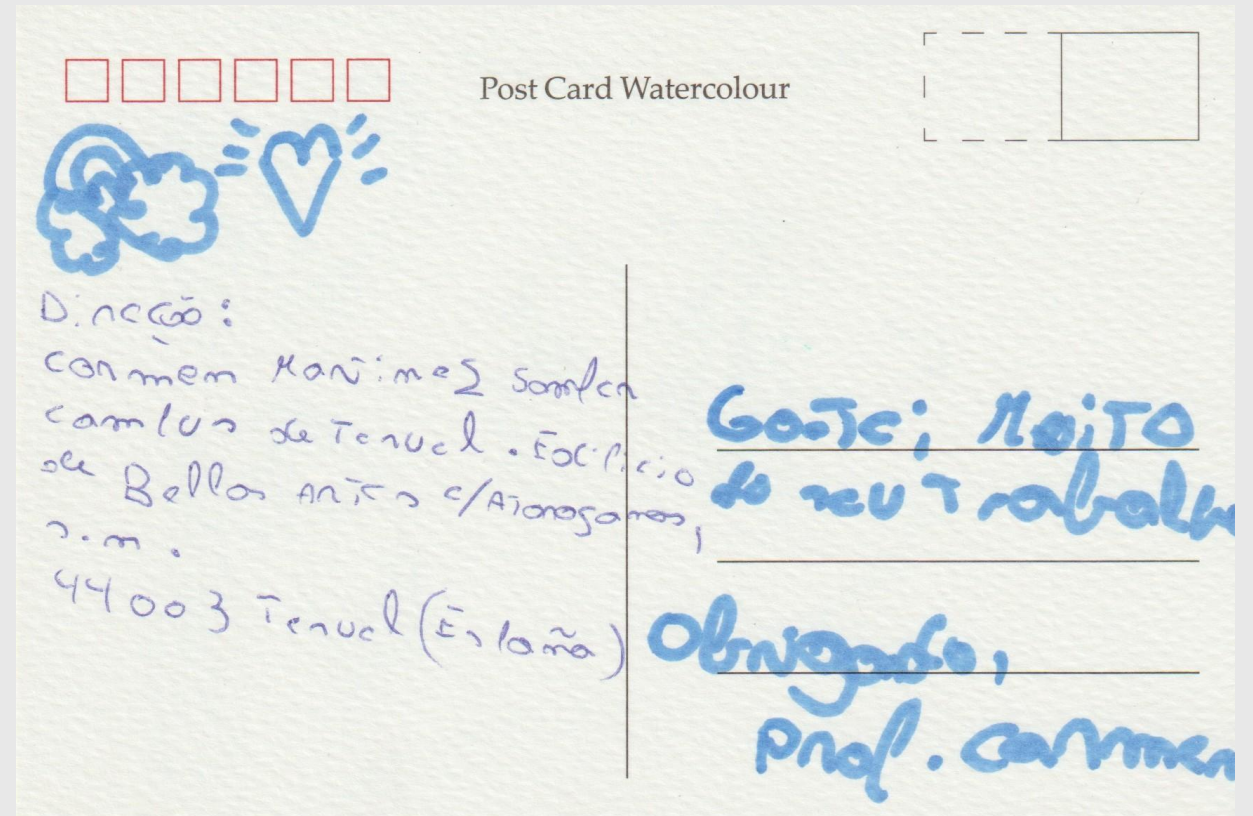 Post Card Watercolour
Direcção:
Carmen Martinez Samper
Campus de Teruel. Edificio
de Bellas Artes c/Atarazanas,
s.n.
44003 Teruel (España)
Gostei Muito
do seu Trabalho
Obrigado,
prof. Carmen